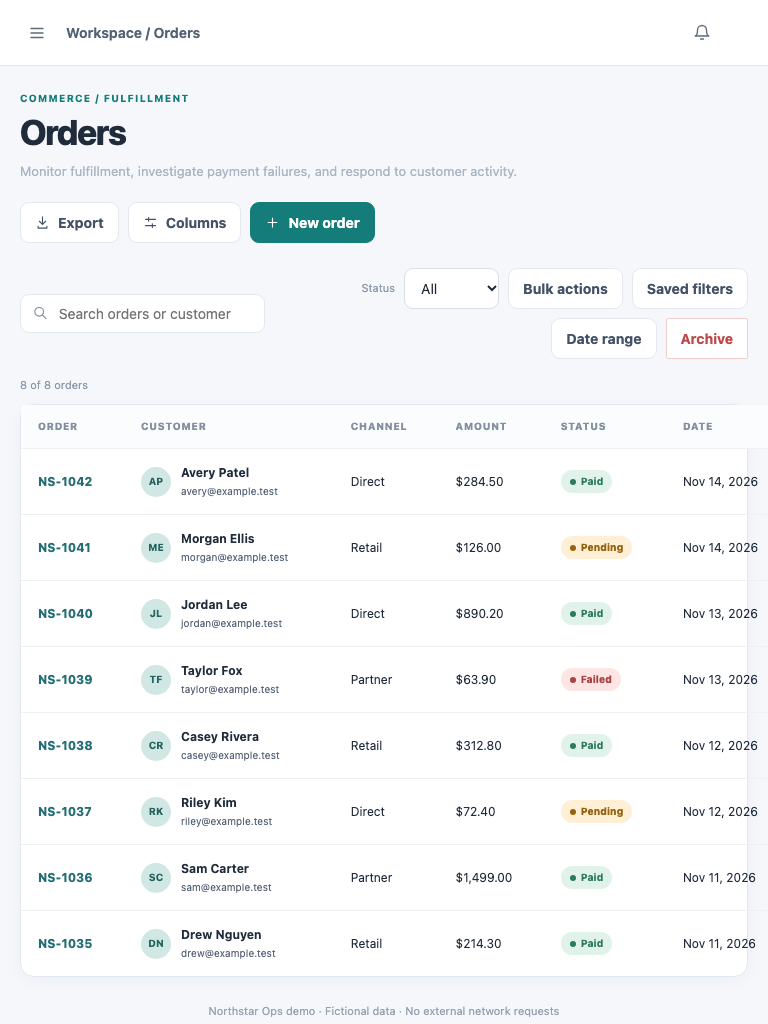 Workspace / Orders
COMMERCE / FULFILLMENT
Orders
Monitor fulfillment, investigate payment failures, and respond to customer activity.
Export Columns New order
Status All Bulk actions Saved filters
Search orders or customer
Date range Archive
8 of 8 orders
ORDER CUSTOMER CHANNEL AMOUNT STATUS DATE
NS-1042 AP Avery Patel Direct $284.50 Paid Nov 14, 2026
avery@example.test
NS-1041 ME Morgan Ellis Retail $126.00 Pending Nov 14, 2026
morgan@example.test
NS-1040 JL Jordan Lee Direct $890.20 Paid Nov 13, 2026
jordan@example.test
NS-1039 TF Taylor Fox Partner $63.90 Failed Nov 13, 2026
taylor@example.test
NS-1038 CR Casey Rivera Retail $312.80 Paid Nov 12, 2026
casey@example.test
NS-1037 RK Riley Kim Direct $72.40 Pending Nov 12, 2026
riley@example.test
NS-1036 SC Sam Carter Partner $1,499.00 Paid Nov 11, 2026
sam@example.test
NS-1035 DN Drew Nguyen Retail $214.30 Paid Nov 11, 2026
drew@example.test
Northstar Ops demo · Fictional data · No external network requests